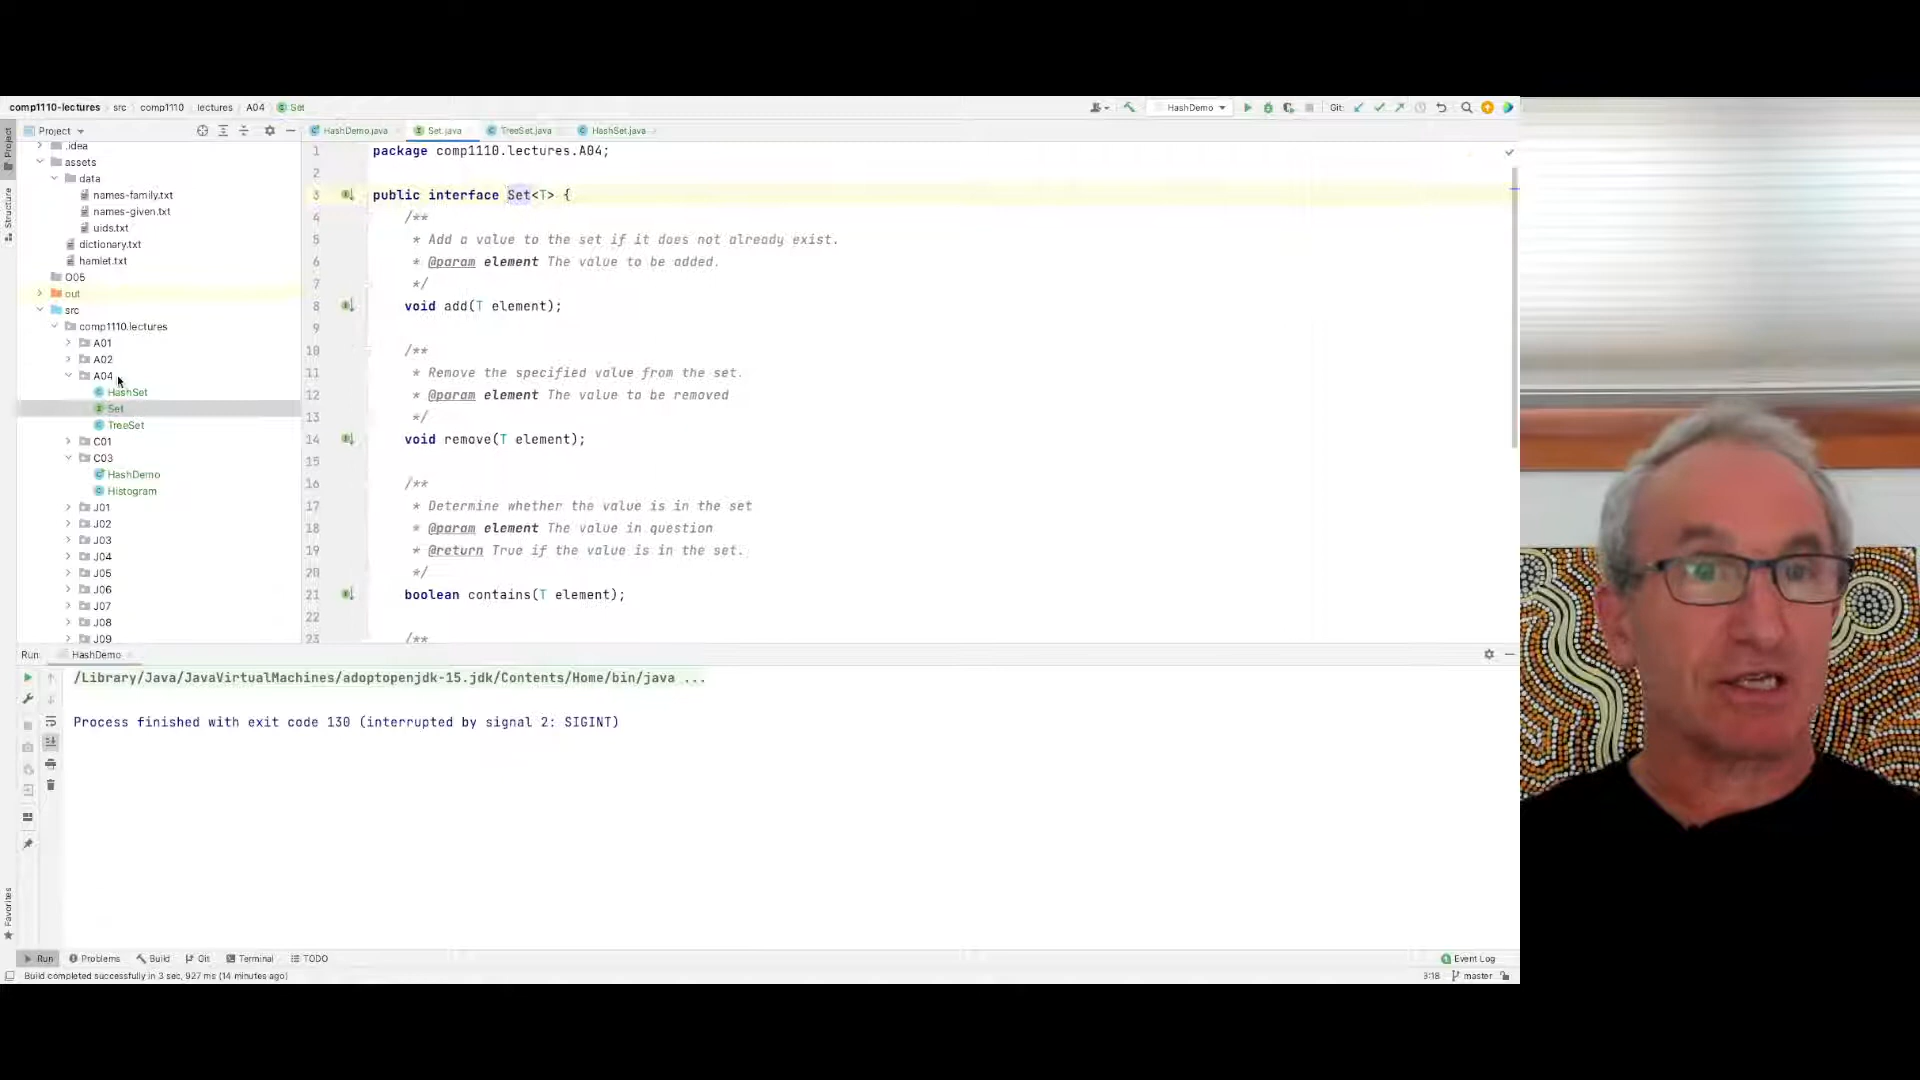 comp1110-lectures src comp1110 lectures A04 Set
HashDemo Git:
Project
HashDemo.java Set.java TreeSet.java HashSet.java
Project
Structure
Favorites
.idea
assets
data
names-family.txt
names-given.txt
uids.txt
dictionary.txt
hamlet.txt
O05
out
src
comp1110.lectures
A01
A02
A04
HashSet
Set
TreeSet
C01
C03
HashDemo
Histogram
J01
J02
J03
J04
J05
J06
J07
J08
J09
1 package comp1110.lectures.A04;
2
3 public interface Set<T> {
4 /**
5 * Add a value to the set if it does not already exist.
6 * @param element The value to be added.
7 */
8 void add(T element);
9
10 /**
11 * Remove the specified value from the set.
12 * @param element The value to be removed
13 */
14 void remove(T element);
15
16 /**
17 * Determine whether the value is in the set
18 * @param element The value in question
19 * @return True if the value is in the set.
20 */
21 boolean contains(T element);
22
23 /**
Run: HashDemo
/Library/Java/JavaVirtualMachines/adoptopenjdk-15.jdk/Contents/Home/bin/java ...
Process finished with exit code 130 (interrupted by signal 2: SIGINT)
Run Problems Build Git Terminal TODO Event Log
Build completed successfully in 3 sec, 927 ms (14 minutes ago) 3:18 master